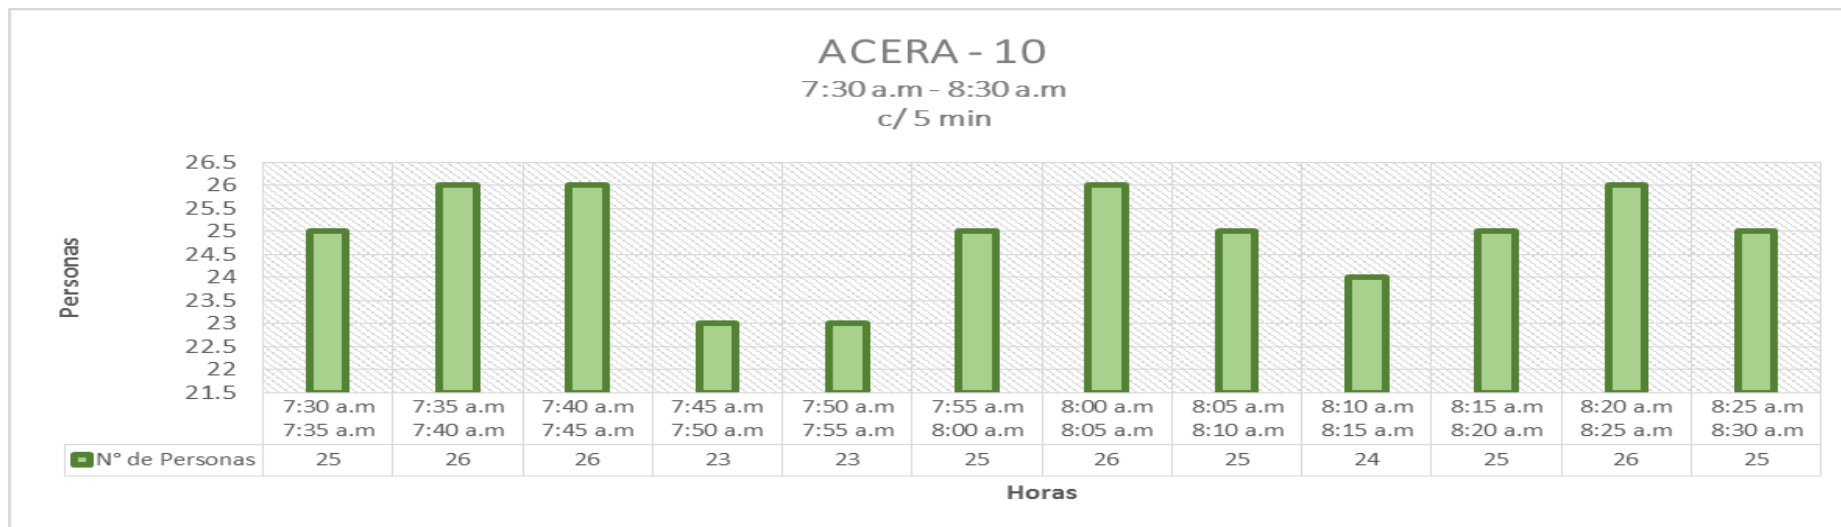 ACERA - 10
7:30 a.m - 8:30 a.m
c/ 5 min
Personas
26.5
26
25.5
25
24.5
24
23.5
23
22.5
22
21.5
7:30 a.m 7:35 a.m 7:40 a.m 7:45 a.m 7:50 a.m 7:55 a.m 8:00 a.m 8:05 a.m 8:10 a.m 8:15 a.m 8:20 a.m 8:25 a.m
7:35 a.m 7:40 a.m 7:45 a.m 7:50 a.m 7:55 a.m 8:00 a.m 8:05 a.m 8:10 a.m 8:15 a.m 8:20 a.m 8:25 a.m 8:30 a.m
N° de Personas 25 26 26 23 23 25 26 25 24 25 26 25
Horas